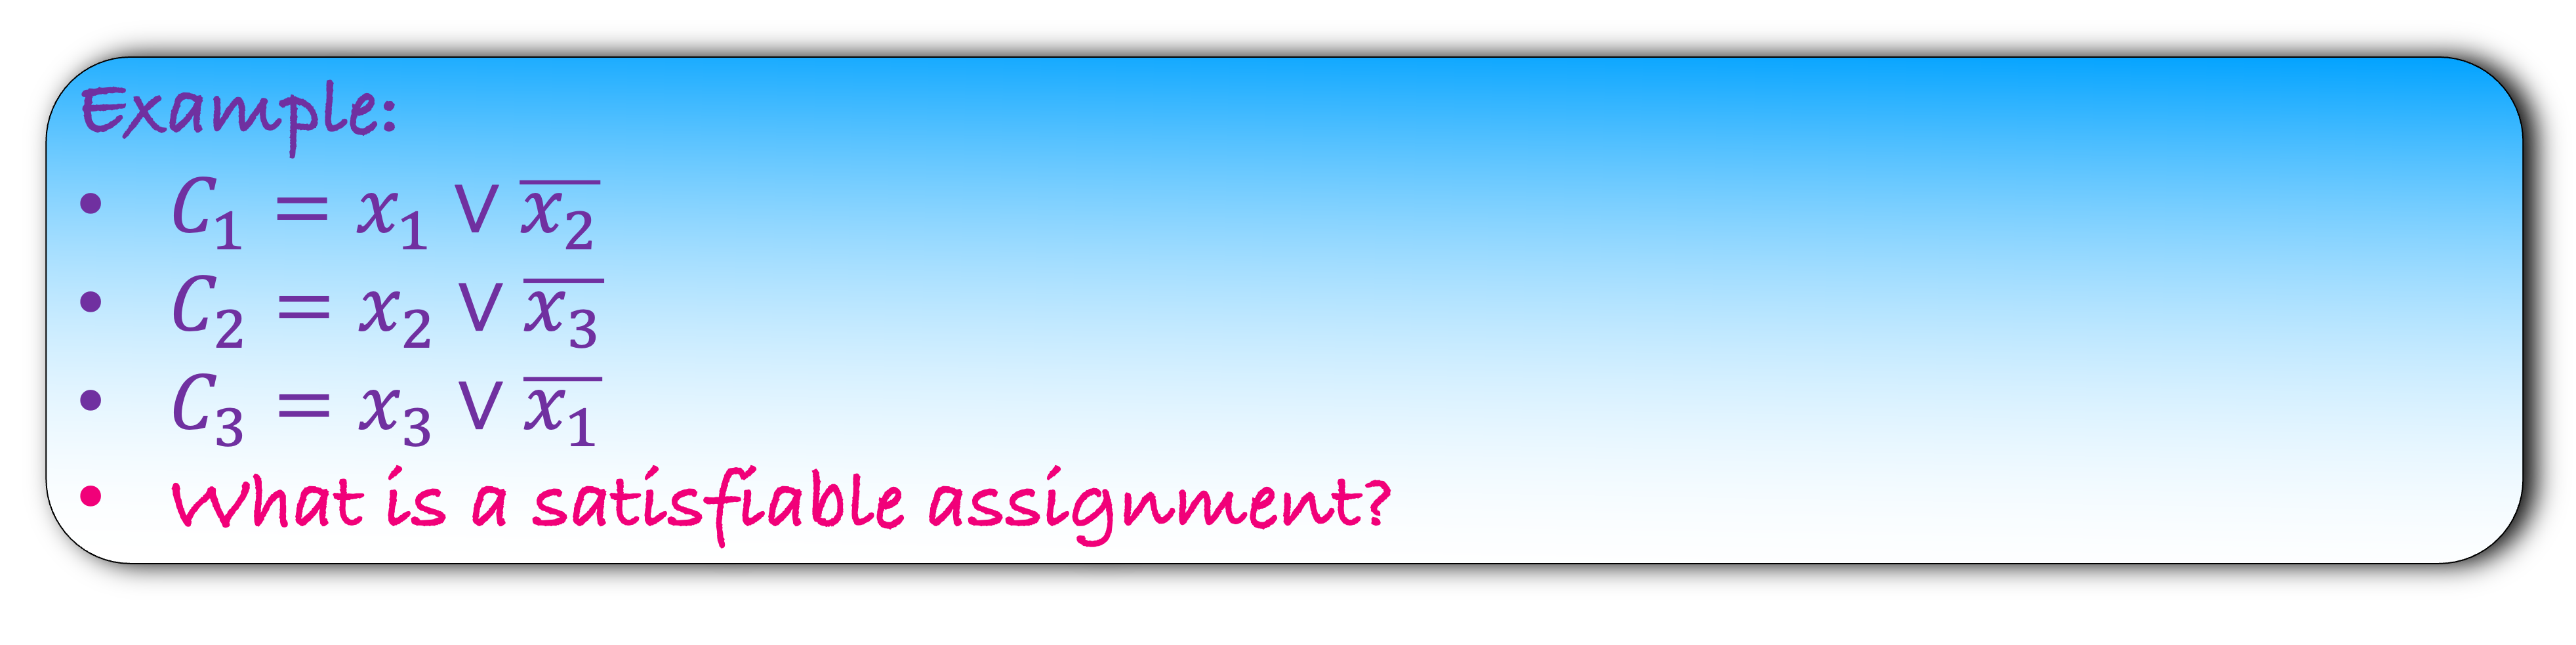 Example:
• C₁ = x₁ ∨ x̅₂
• C₂ = x₂ ∨ x̅₃
• C₃ = x₃ ∨ x̅₁
• What is a satisfiable assignment?